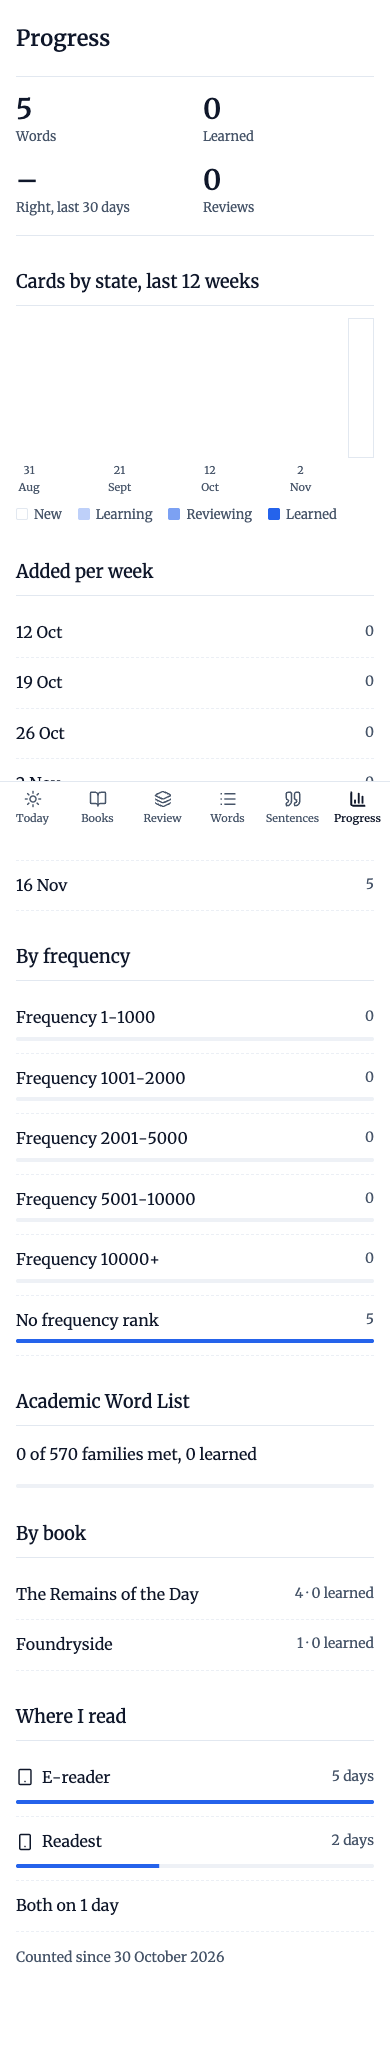 Progress
5
Words
0
Learned
–
Right, last 30 days
0
Reviews
Cards by state, last 12 weeks
31
Aug
21
Sept
12
Oct
2
Nov
New
Learning
Reviewing
Learned
Added per week
12 Oct 0
19 Oct 0
26 Oct 0
2 Nov 0
Today
Books
Review
Words
Sentences
Progress
16 Nov 5
By frequency
Frequency 1-1000 0
Frequency 1001-2000 0
Frequency 2001-5000 0
Frequency 5001-10000 0
Frequency 10000+ 0
No frequency rank 5
Academic Word List
0 of 570 families met, 0 learned
By book
The Remains of the Day 4 · 0 learned
Foundryside 1 · 0 learned
Where I read
E-reader 5 days
Readest 2 days
Both on 1 day
Counted since 30 October 2026